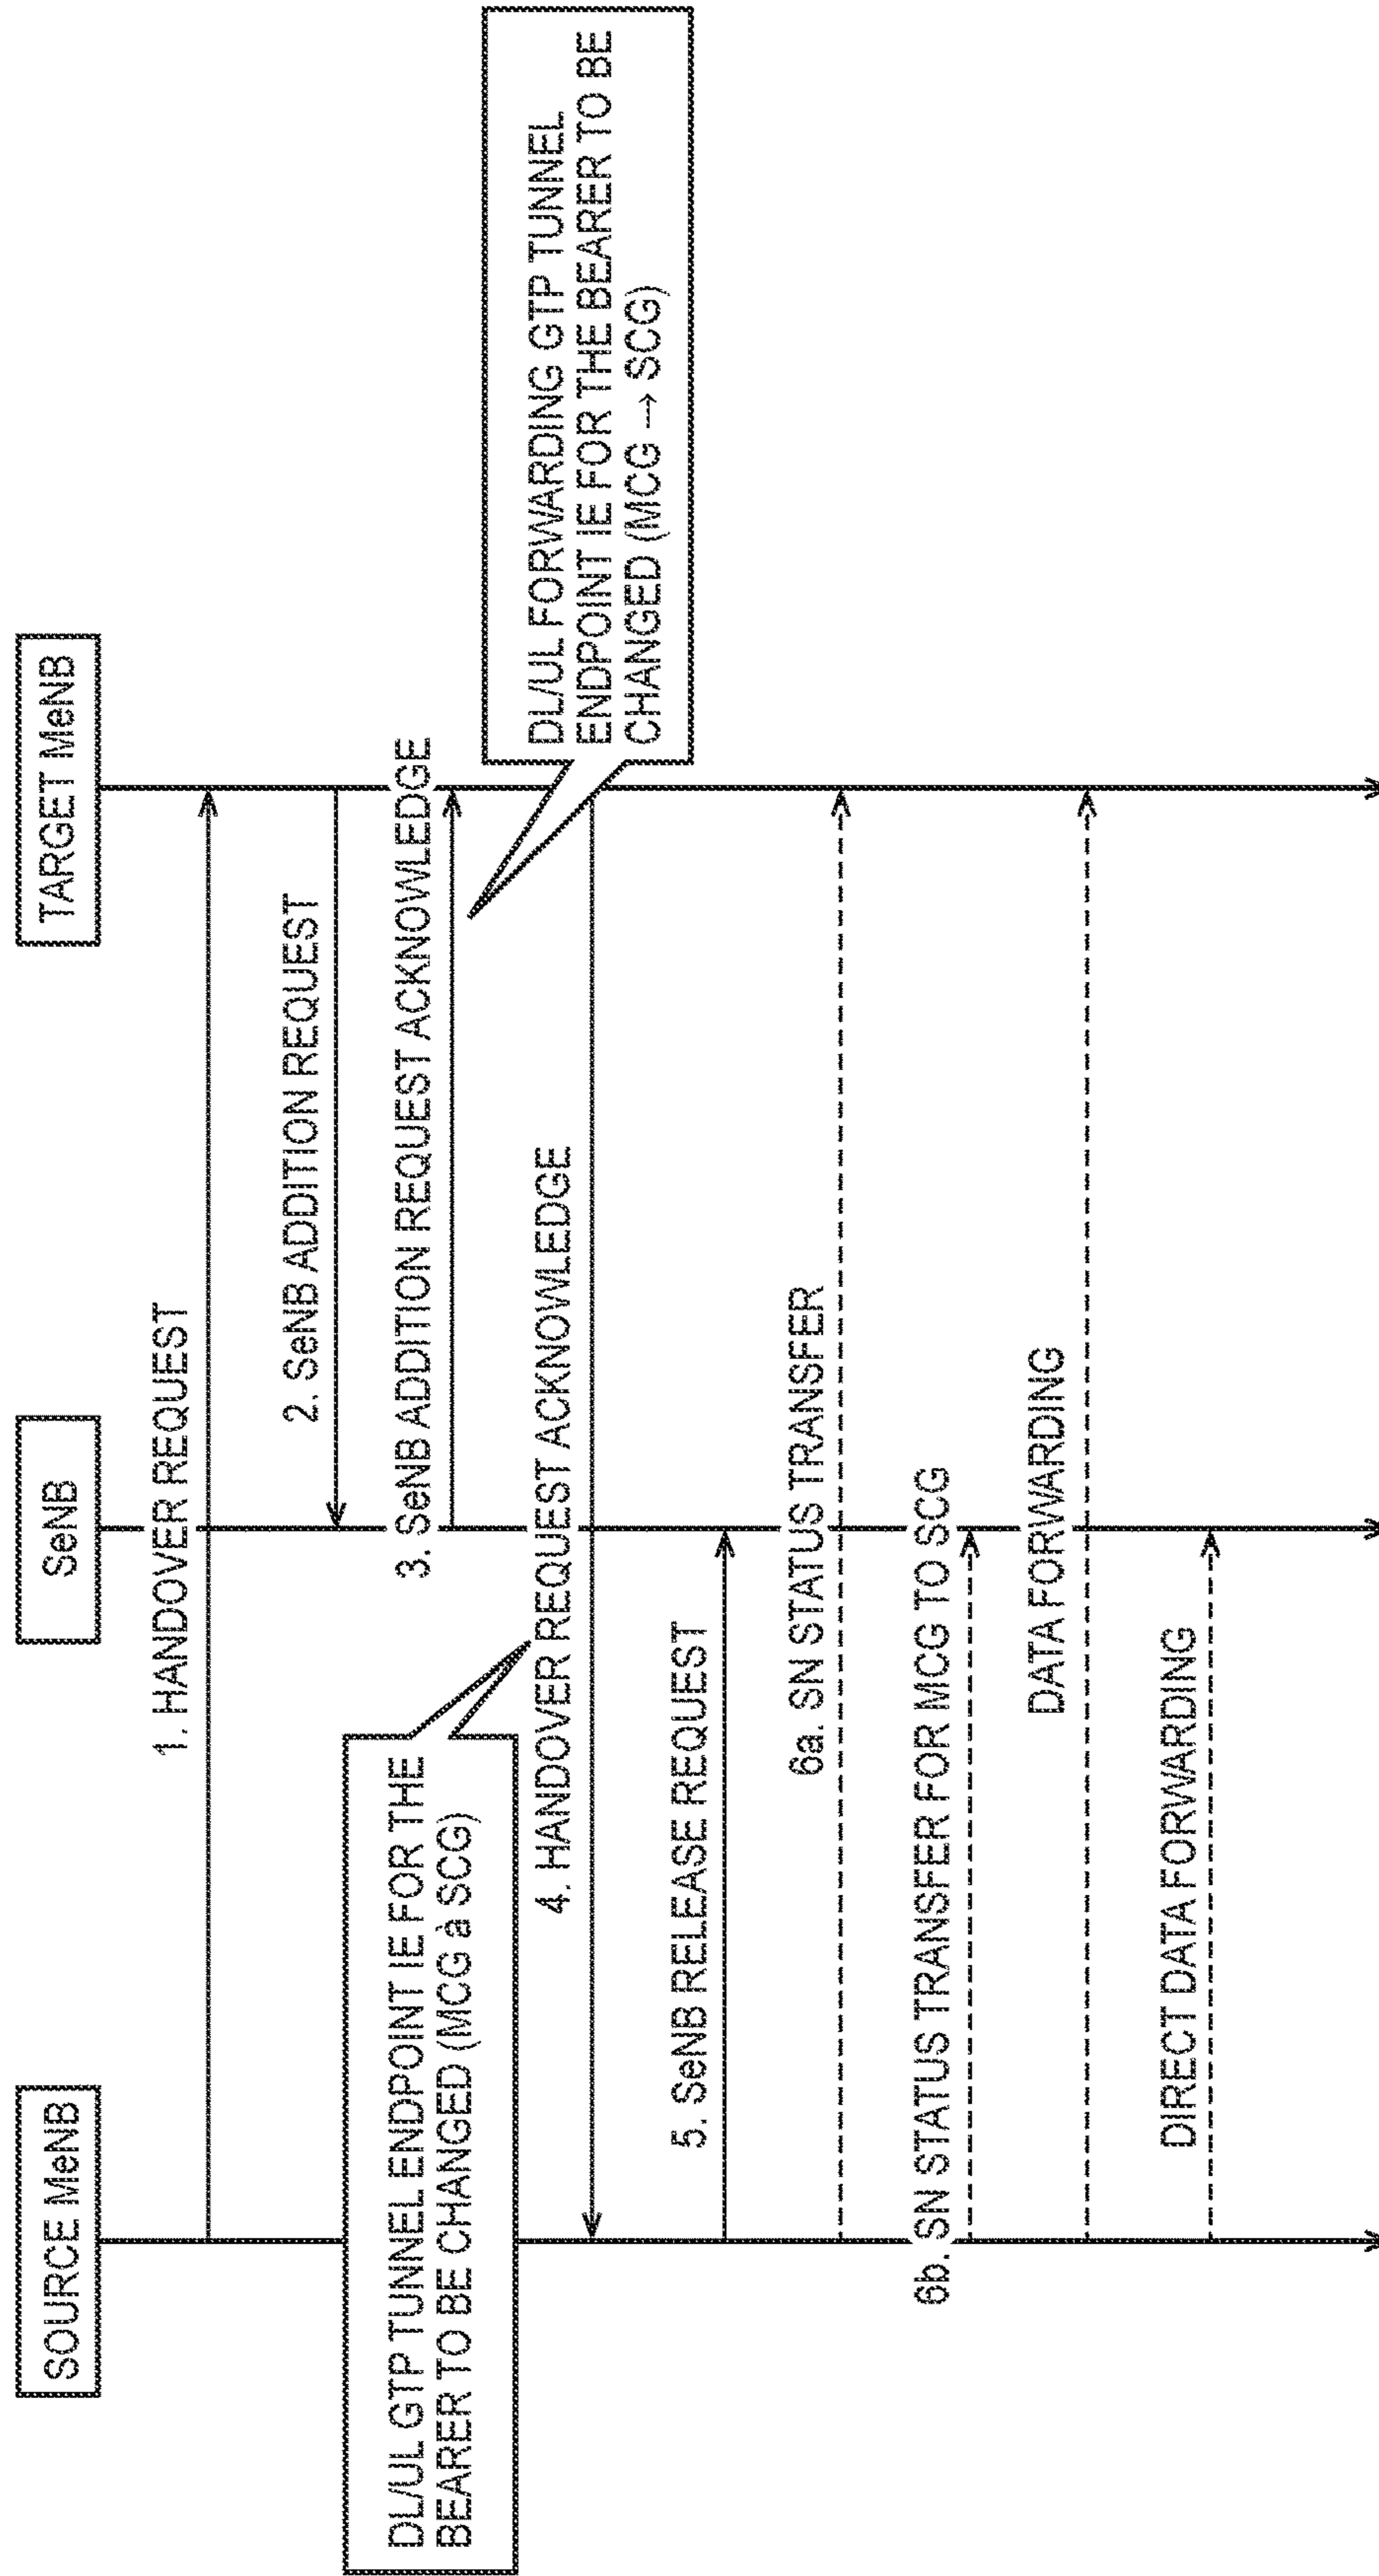 SOURCE MeNB
SeNB
TARGET MeNB
1. HANDOVER REQUEST
2. SeNB ADDITION REQUEST
3. SeNB ADDITION REQUEST ACKNOWLEDGE
DL/UL GTP TUNNEL ENDPOINT IE FOR THE
BEARER TO BE CHANGED (MCG à SCG)
DL/UL FORWARDING GTP TUNNEL
ENDPOINT IE FOR THE BEARER TO BE
CHANGED (MCG → SCG)
4. HANDOVER REQUEST ACKNOWLEDGE
5. SeNB RELEASE REQUEST
6a. SN STATUS TRANSFER
6b. SN STATUS TRANSFER FOR MCG TO SCG
DATA FORWARDING
DIRECT DATA FORWARDING